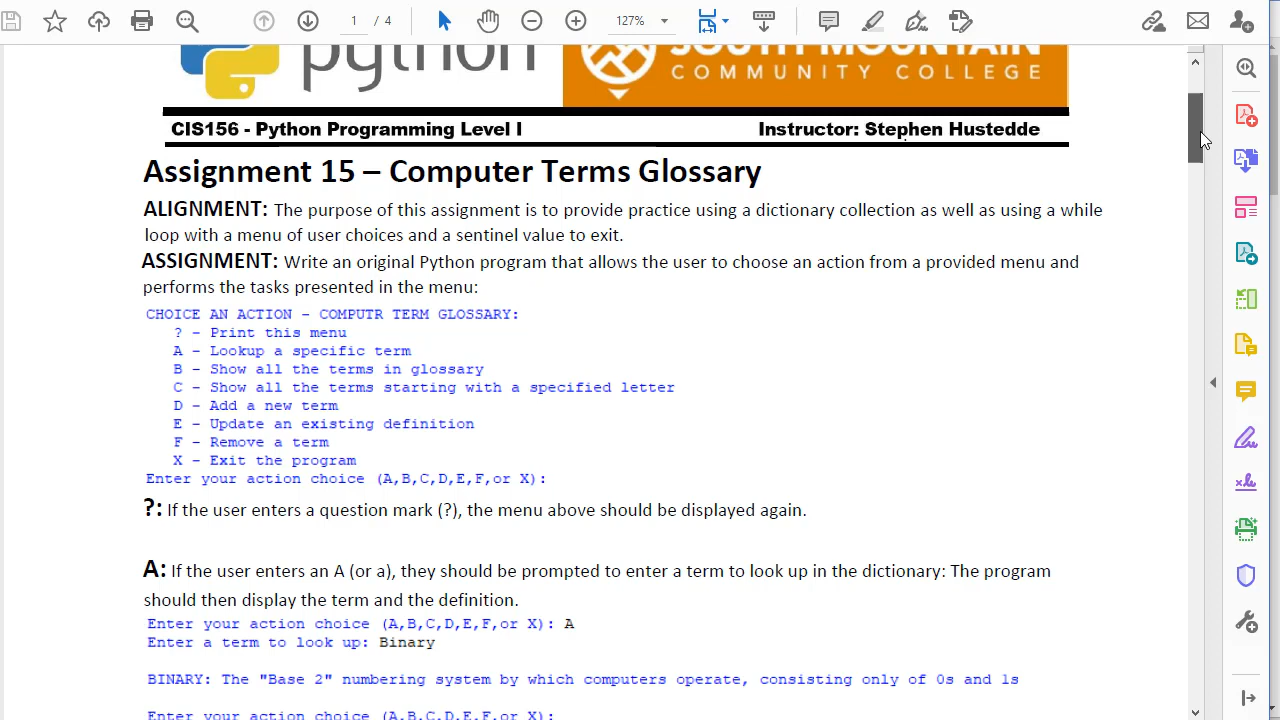 1 / 4
127%
python
SOUTH MOUNTAIN
COMMUNITY COLLEGE
CIS156 - Python Programming Level I
Instructor: Stephen Hustedde
Assignment 15 – Computer Terms Glossary
ALIGNMENT: The purpose of this assignment is to provide practice using a dictionary collection as well as using a while
loop with a menu of user choices and a sentinel value to exit.
ASSIGNMENT: Write an original Python program that allows the user to choose an action from a provided menu and
performs the tasks presented in the menu:
CHOICE AN ACTION - COMPUTR TERM GLOSSARY:
? - Print this menu
A - Lookup a specific term
B - Show all the terms in glossary
C - Show all the terms starting with a specified letter
D - Add a new term
E - Update an existing definition
F - Remove a term
X - Exit the program
Enter your action choice (A,B,C,D,E,F,or X):
?: If the user enters a question mark (?), the menu above should be displayed again.
A: If the user enters an A (or a), they should be prompted to enter a term to look up in the dictionary: The program
should then display the term and the definition.
Enter your action choice (A,B,C,D,E,F,or X): A
Enter a term to look up: Binary
BINARY: The "Base 2" numbering system by which computers operate, consisting only of 0s and 1s
Enter your action choice (A,B,C,D,E,F,or X):